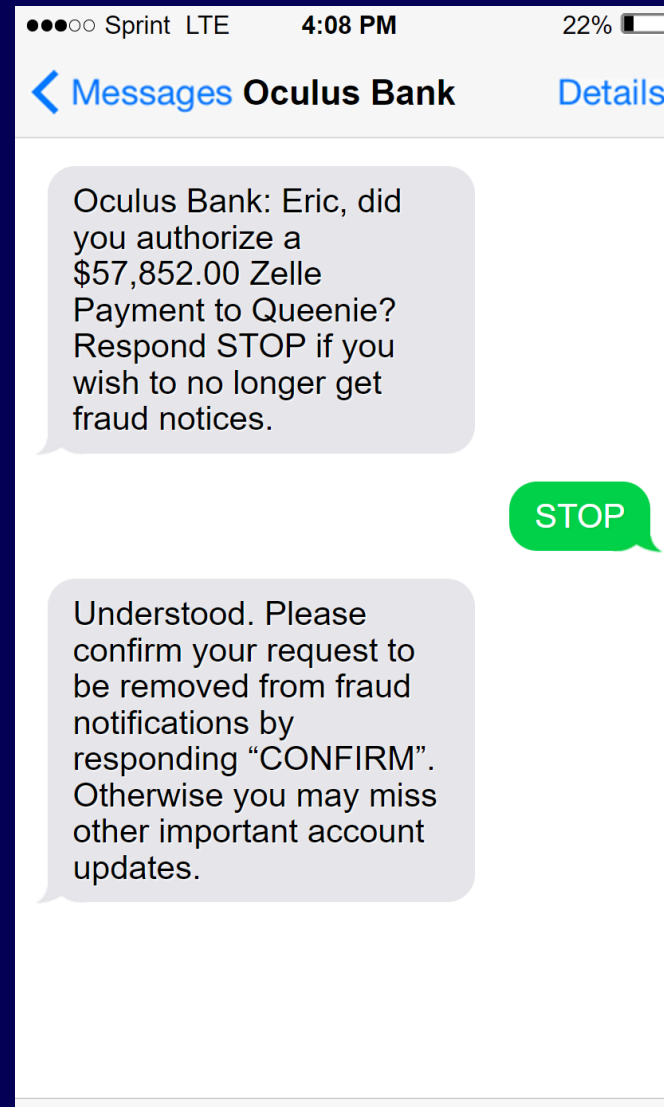 Sprint LTE 4:08 PM 22%
Messages Oculus Bank Details
Oculus Bank: Eric, did
you authorize a
$57,852.00 Zelle
Payment to Queenie?
Respond STOP if you
wish to no longer get
fraud notices.
STOP
Understood. Please
confirm your request to
be removed from fraud
notifications by
responding “CONFIRM”.
Otherwise you may miss
other important account
updates.